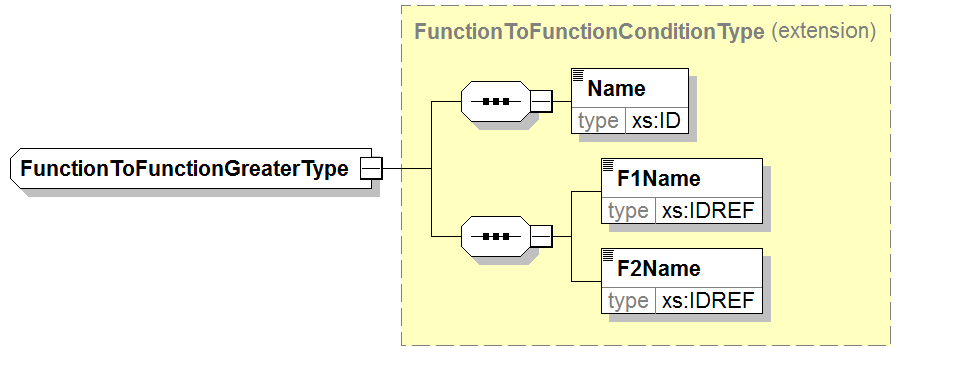 FunctionToFunctionConditionType (extension)
Name
type xs:ID
FunctionToFunctionGreaterType
F1Name
type xs:IDREF
F2Name
type xs:IDREF